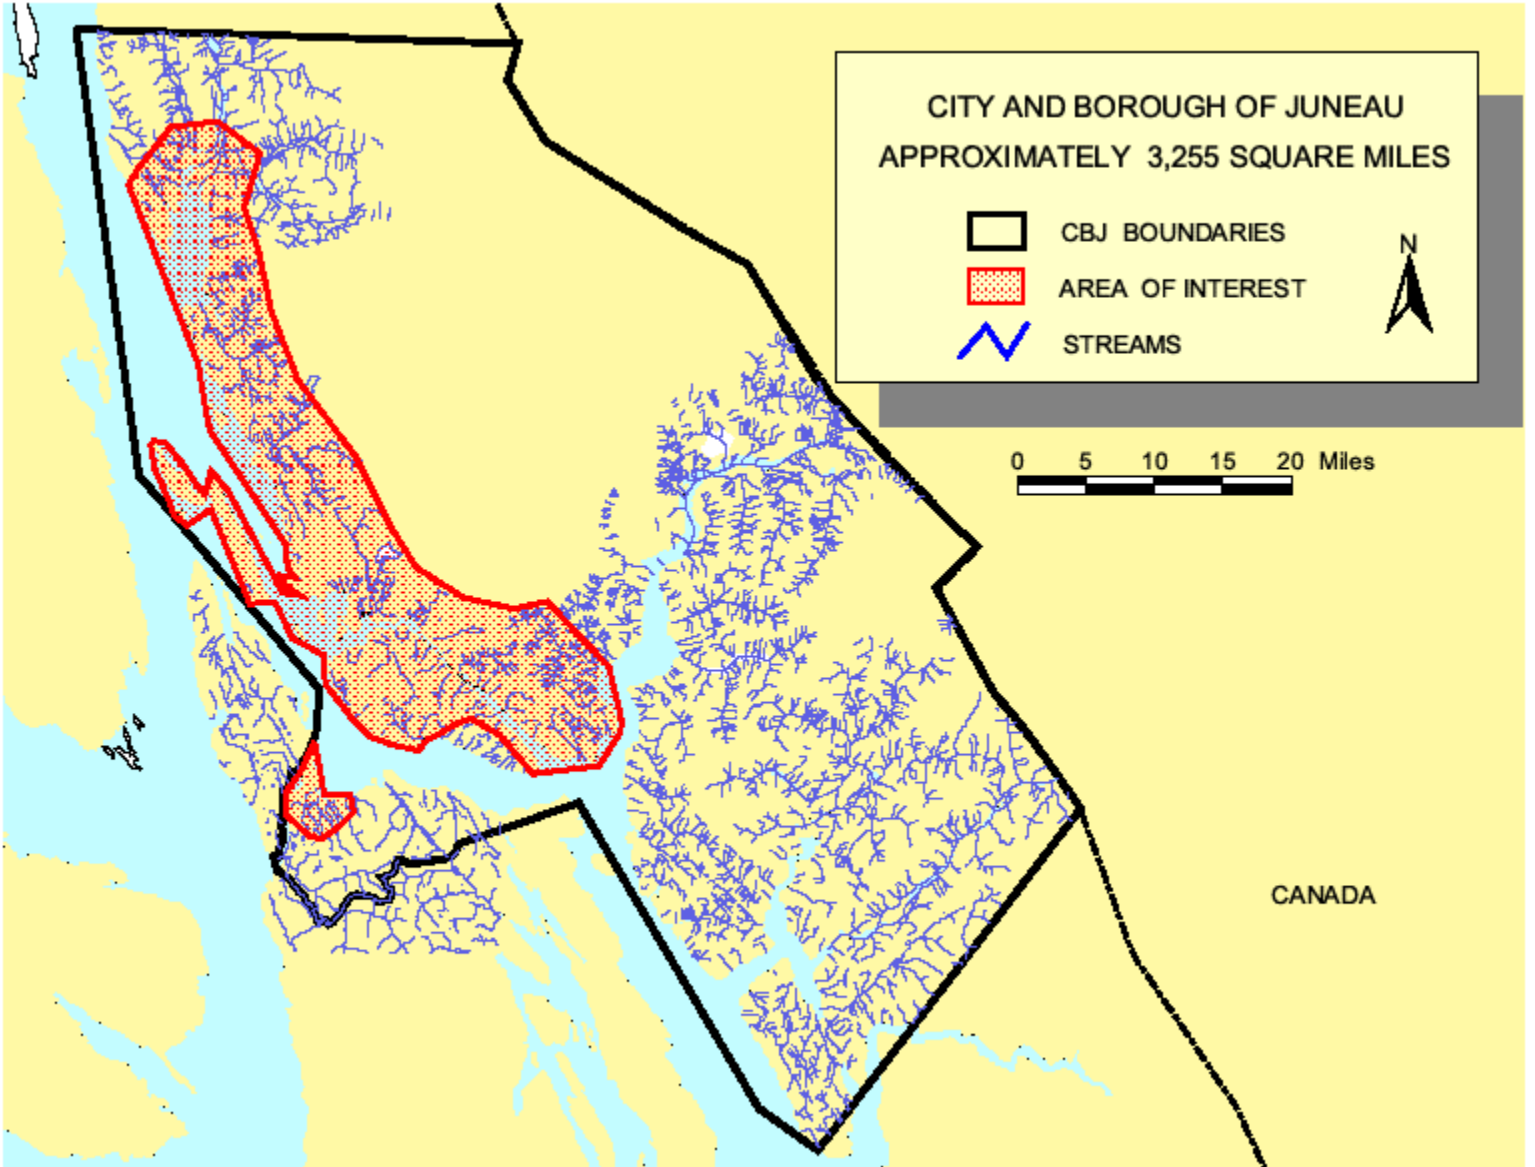 CITY AND BOROUGH OF JUNEAU
APPROXIMATELY 3,255 SQUARE MILES
CBJ BOUNDARIES
N
AREA OF INTEREST
STREAMS
0 5 10 15 20 Miles
CANADA